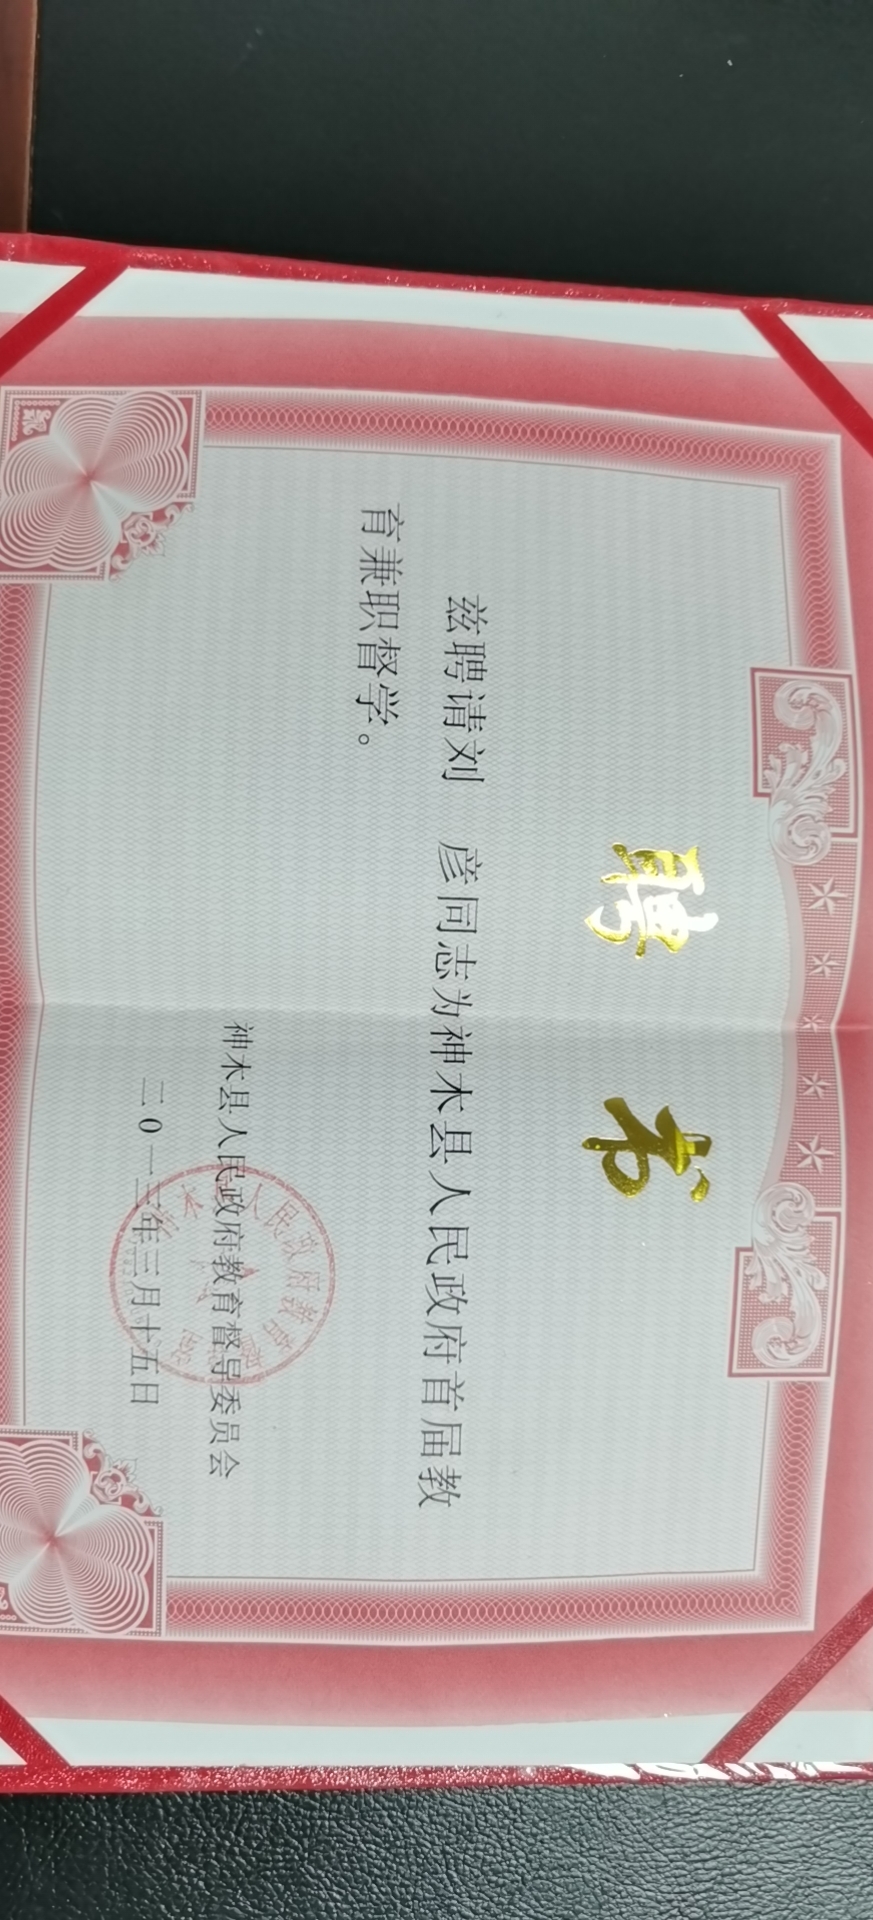 聘 书
兹聘请刘 彦同志为神木县人民政府首届教
育兼职督学。
神木县人民政府教育督导委员会
二0一二年三月十五日